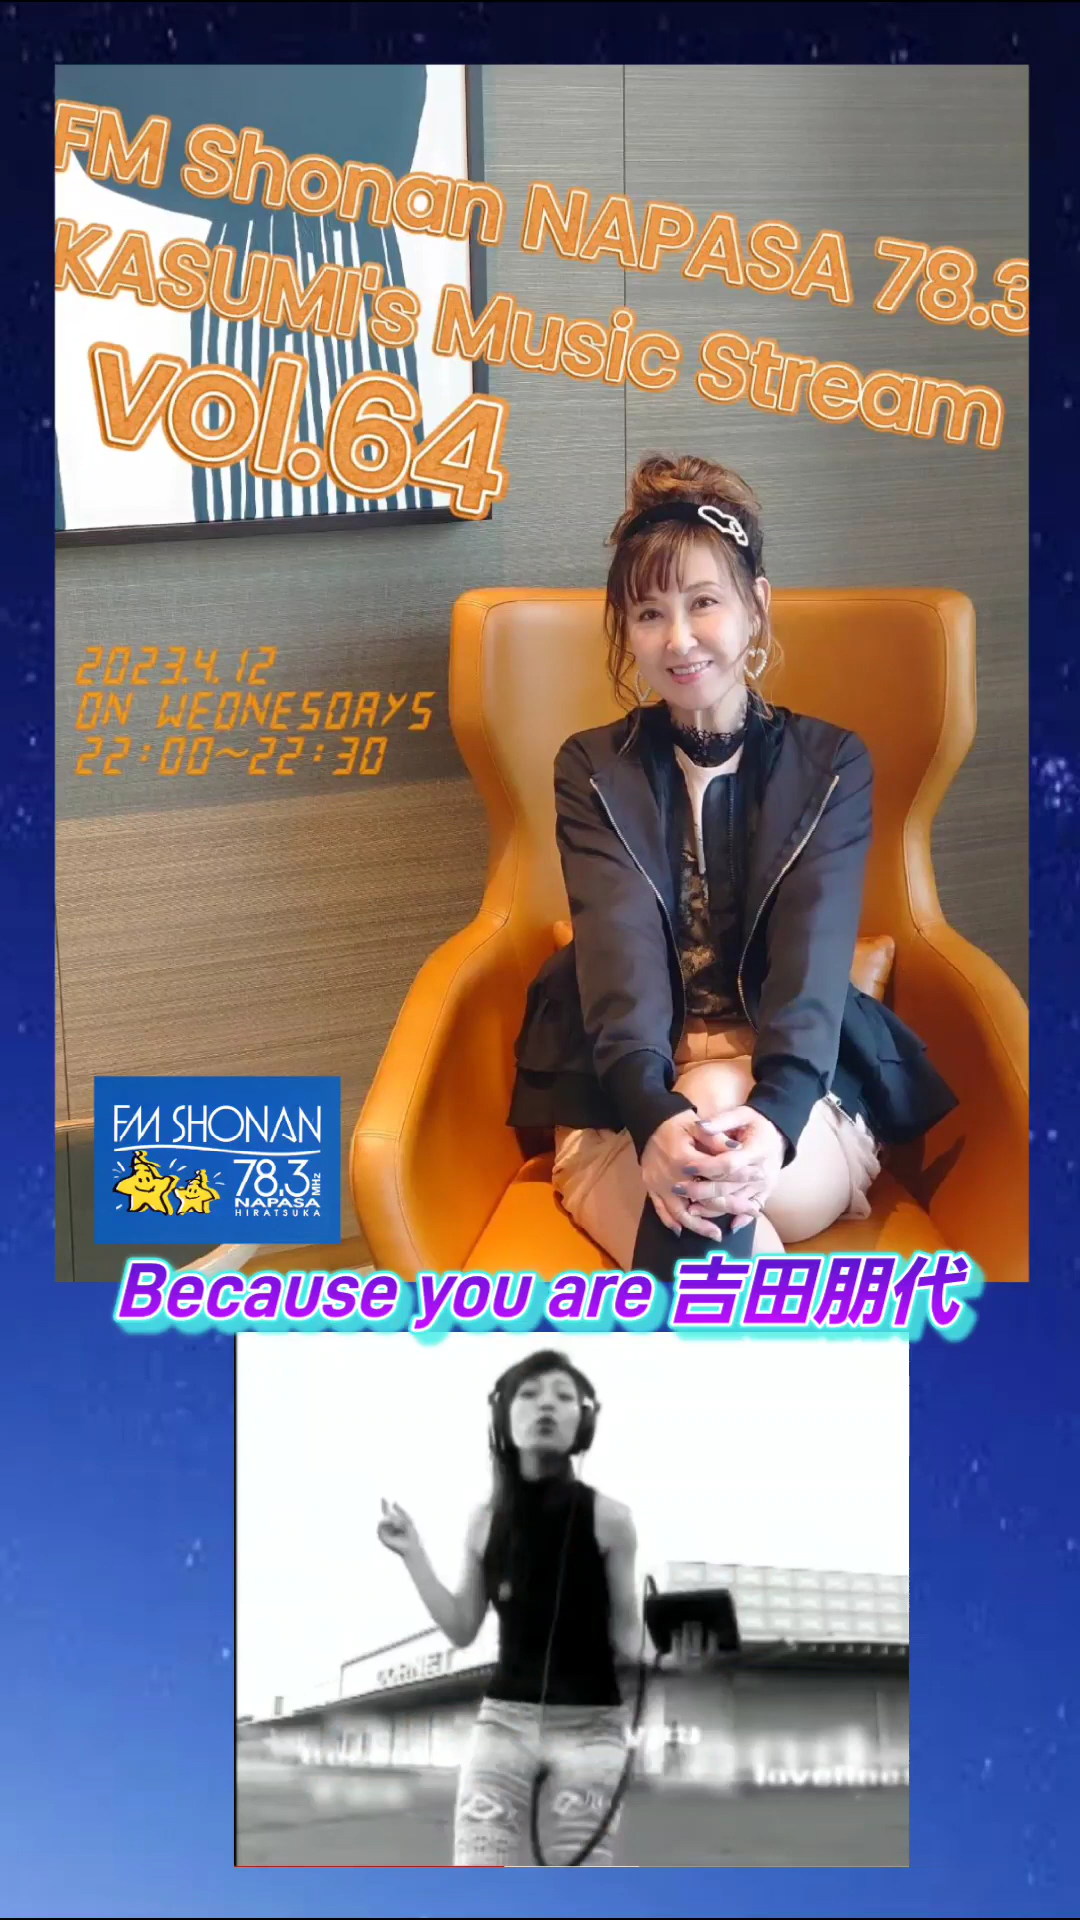 FM Shonan NAPASA 78.3
KASUMI's Music Stream
vol.64
2023.4.12
ON WEDNESDAYS
22:00~22:30
FM SHONAN
78.3 MHz
NAPASA
HIRATSUKA
Because you are 吉田朋代